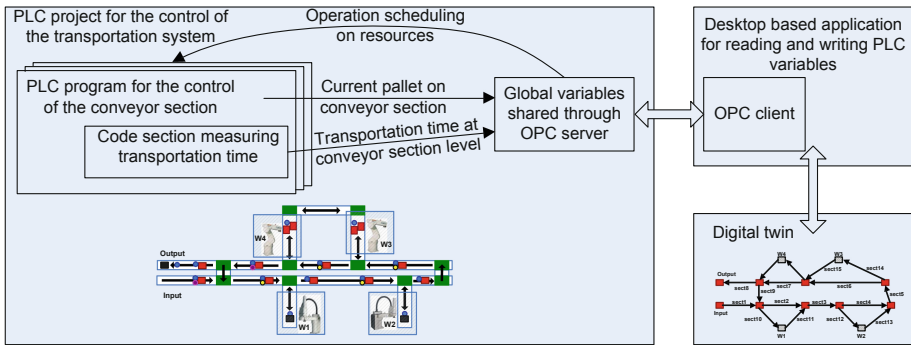 PLC project for the control of
the transportation system
Operation scheduling
on resources
PLC program for the control
of the conveyor section
Code section measuring
transportation time
Current pallet on
conveyor section
Transportation time at
conveyor section level
Global variables
shared through
OPC server
Desktop based application
for reading and writing PLC
variables
OPC client
W4
W3
Output
Input
W1
W2
Digital twin
W4
W3
sect15
sect14
Output
sect8
sect7
sect6
sect9
sect5
sect1
sect2
sect3
sect4
Input
sect10
sect11
sect12
sect13
W1
W2